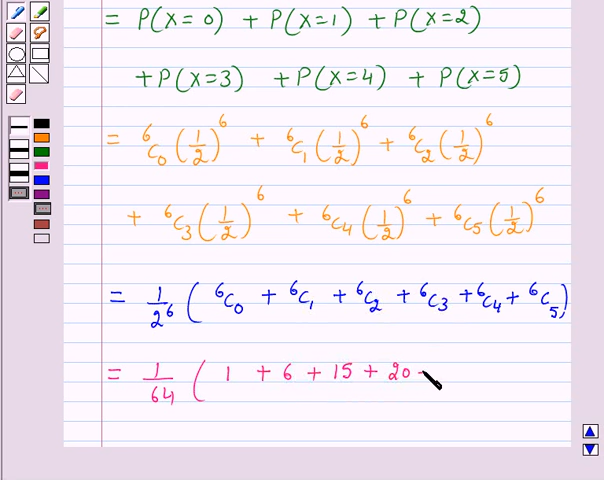 = P(X=0) + P(X=1) + P(X=2)
+P(X=3) + P(X=4) + P(X=5)
= ⁶C₀(1/2)⁶ + ⁶C₁(1/2)⁶ + ⁶C₂(1/2)⁶
+ ⁶C₃(1/2)⁶ + ⁶C₄(1/2)⁶ + ⁶C₅(1/2)⁶
= 1/2⁶ ( ⁶C₀ + ⁶C₁ + ⁶C₂ + ⁶C₃ + ⁶C₄ + ⁶C₅)
= 1/64 ( 1 + 6 + 15 + 20